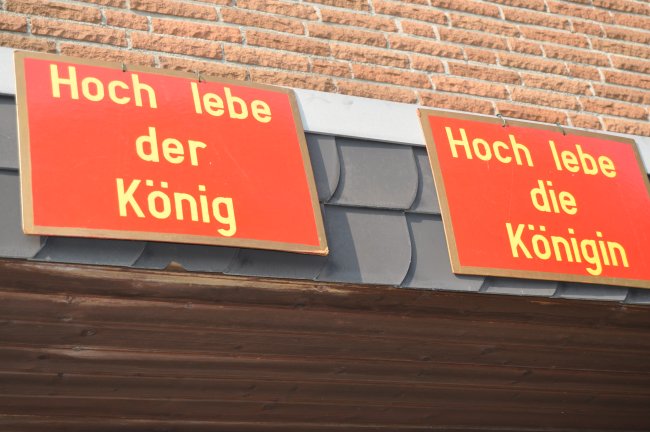 Hoch lebe
der
König
Hoch lebe
die
Königin